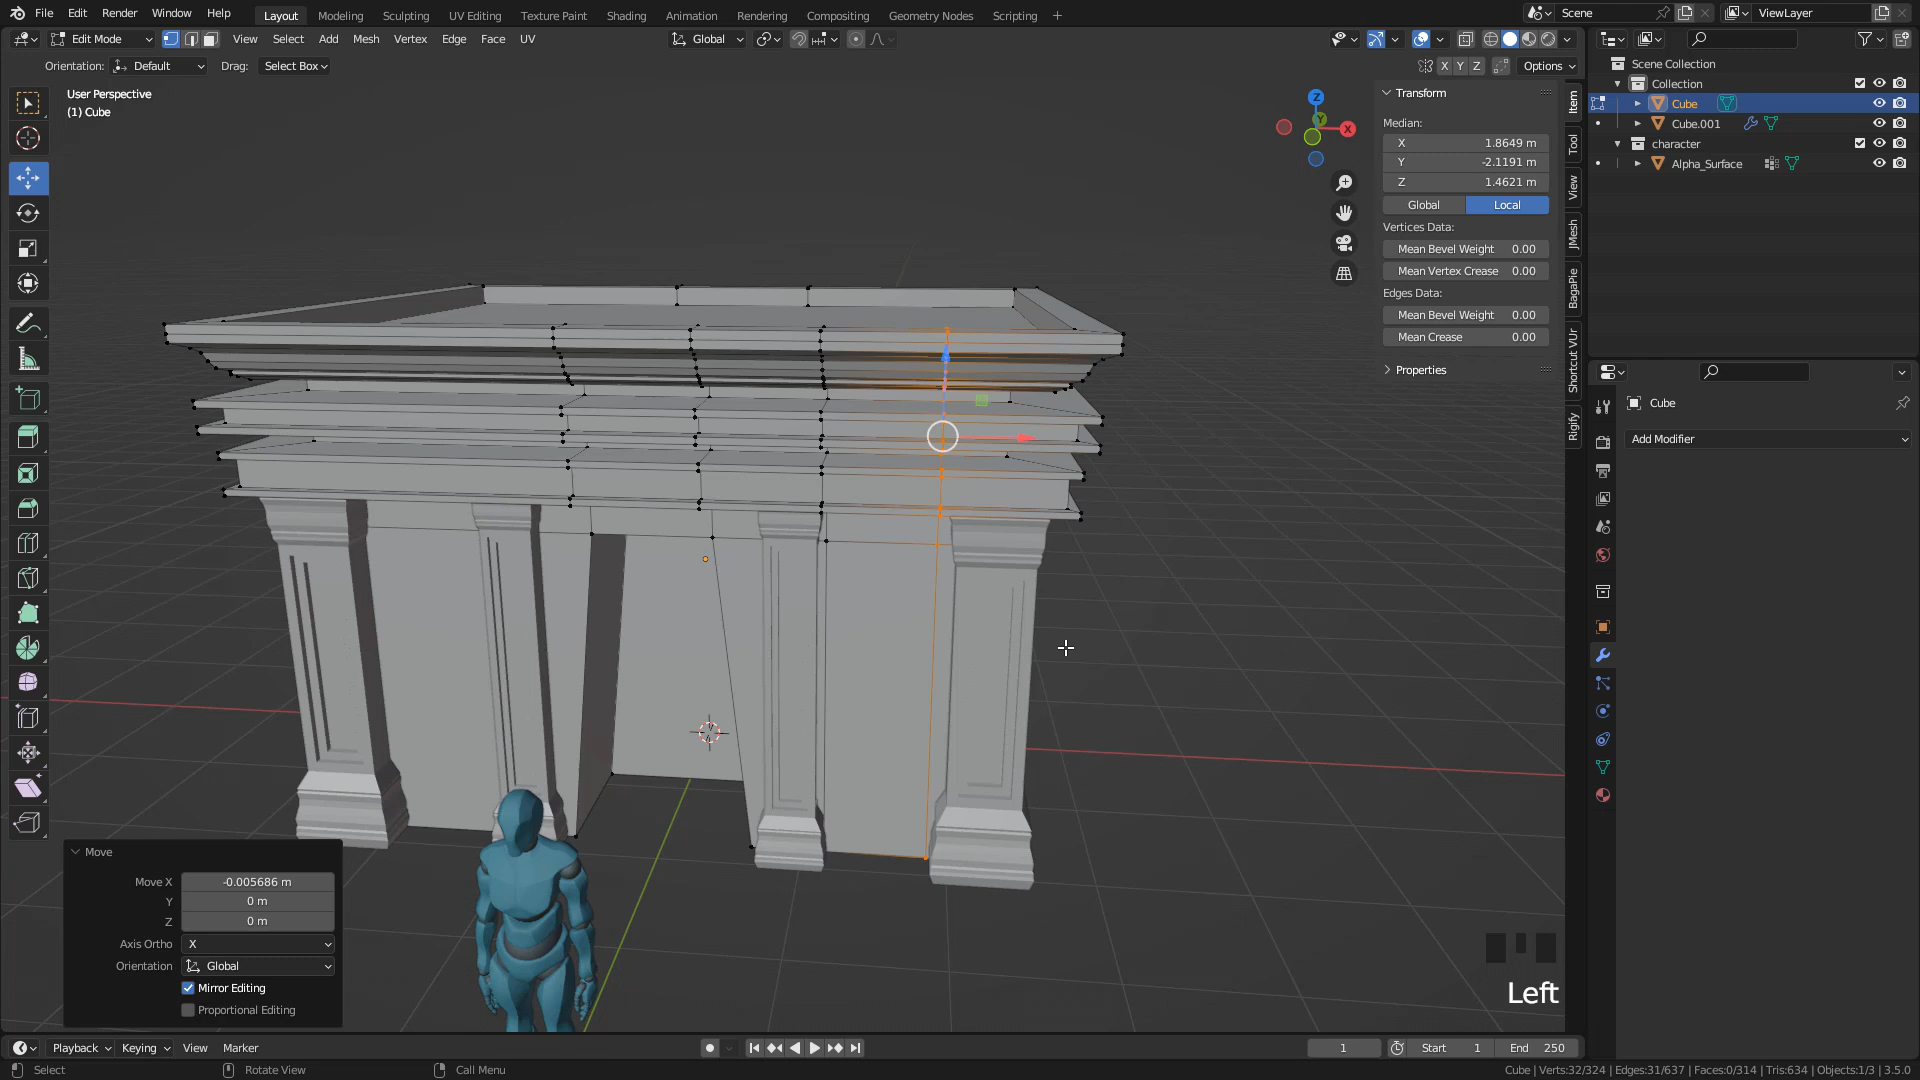 File Edit Render Window Help Layout Modeling Sculpting UV Editing Texture Paint Shading Animation Rendering Compositing Geometry Nodes Scripting + Scene ViewLayer
Edit Mode View Select Add Mesh Vertex Edge Face UV Global
Orientation: Default Drag: Select Box X Y Z Options
User Perspective
(1) Cube
Z
X
Y
Transform
Median:
X 1.8649 m
Y -2.1191 m
Z 1.4621 m
Global Local
Vertices Data:
Mean Bevel Weight 0.00
Mean Vertex Crease 0.00
Edges Data:
Mean Bevel Weight 0.00
Mean Crease 0.00
Properties
Item
Tool
View
JMesh
BagaPie
Shortcut VUr
Rigify
Scene Collection
Collection
Cube
Cube.001
character
Alpha_Surface
Cube
Add Modifier
Move
Move X -0.005686 m
Y 0 m
Z 0 m
Axis Ortho X
Orientation Global
Mirror Editing
Proportional Editing
Left
Playback Keying View Marker 1 Start 1 End 250
Select Rotate View Call Menu Cube | Verts:32/324 | Edges:31/637 | Faces:0/314 | Tris:634 | Objects:1/3 | 3.5.0